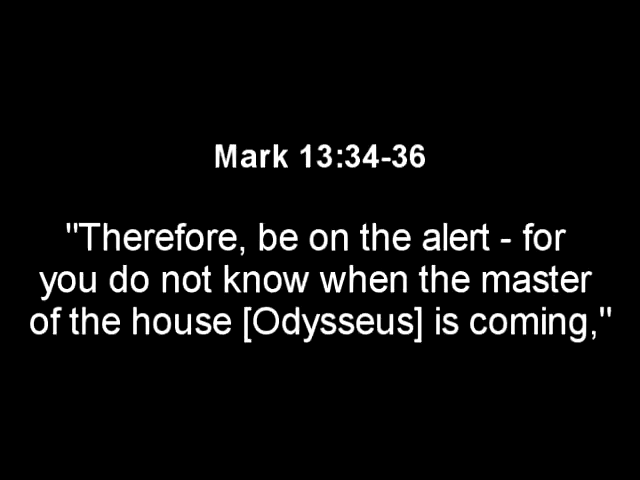 Mark 13:34-36
"Therefore, be on the alert - for
you do not know when the master
of the house [Odysseus] is coming,"